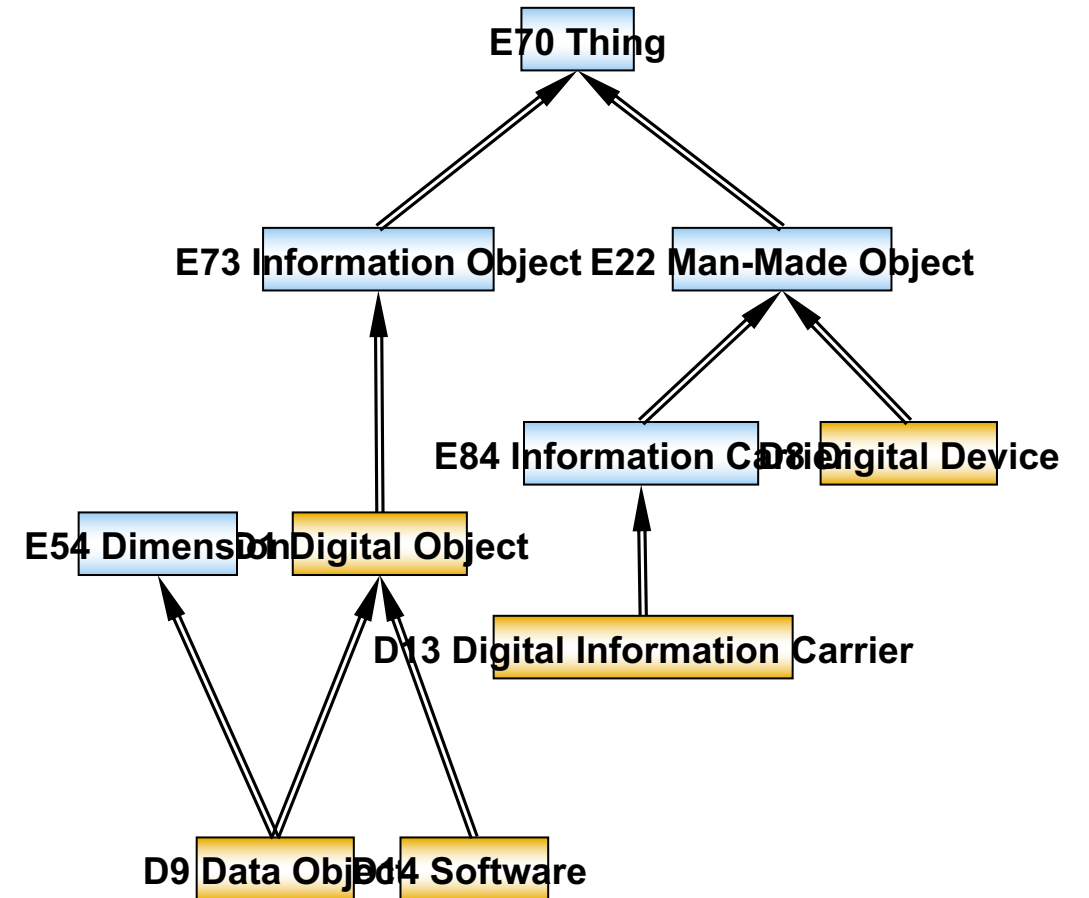 E70 Thing
E73 Information Object
E22 Man-Made Object
E84 Information Carrier
D8 Digital Device
E54 Dimension
D1 Digital Object
D13 Digital Information Carrier
D9 Data Object
D14 Software